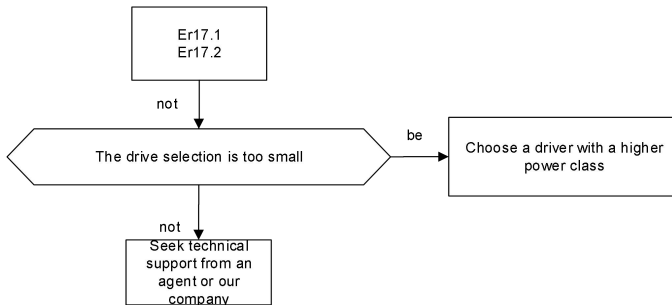 Er17.1
Er17.2
not
The drive selection is too small
be
Choose a driver with a higher
power class
not
Seek technical
support from an
agent or our
company